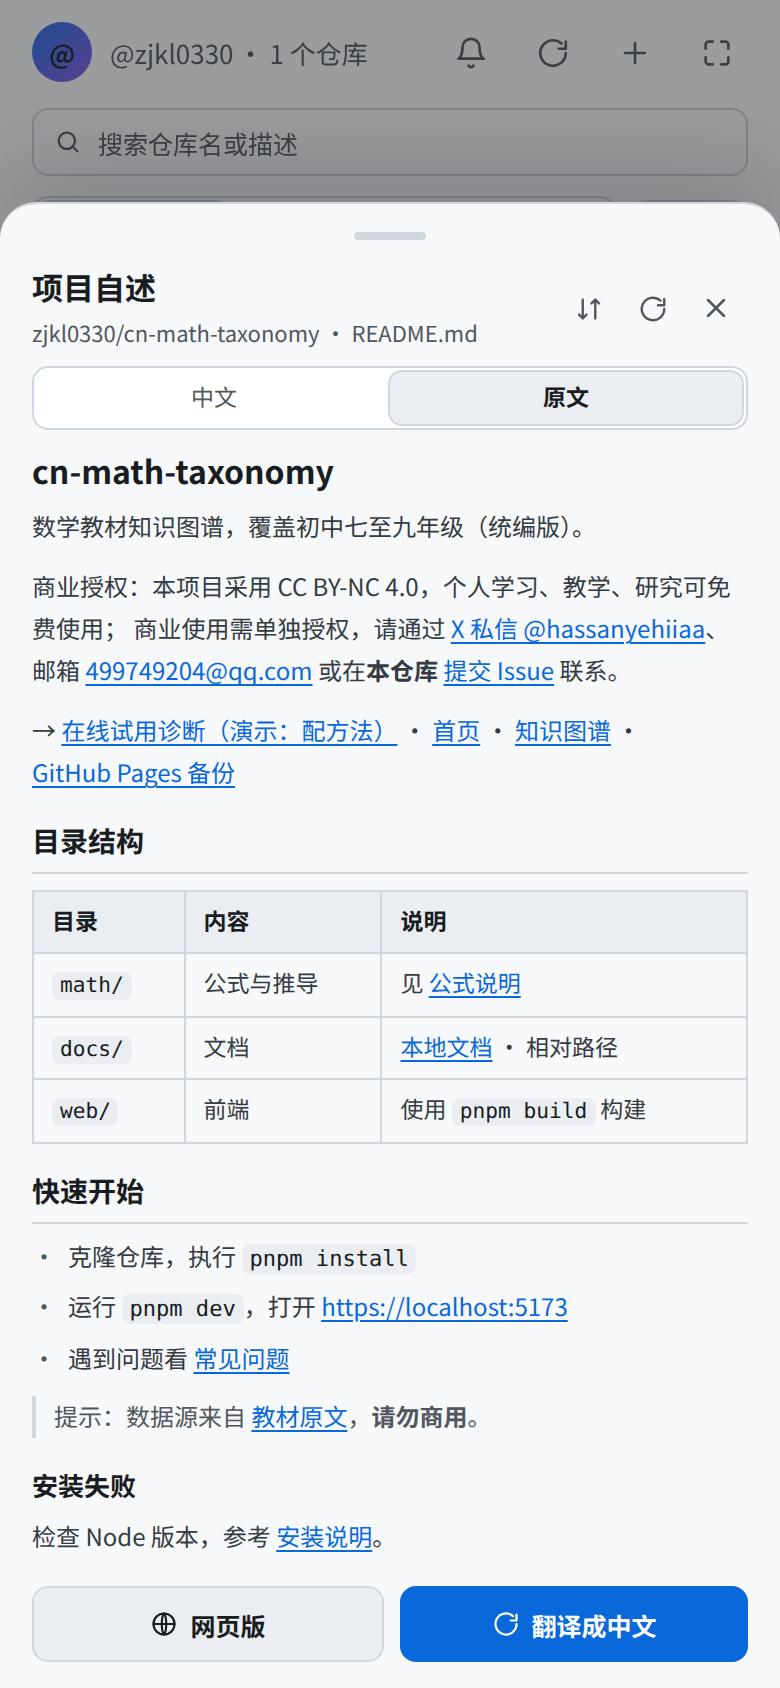 @ @zjkl0330 · 1 个仓库
搜索仓库名或描述
项目自述
zjkl0330/cn-math-taxonomy · README.md
中文 原文
cn-math-taxonomy
数学教材知识图谱，覆盖初中七至九年级（统编版）。
商业授权：本项目采用 CC BY-NC 4.0，个人学习、教学、研究可免
费使用； 商业使用需单独授权，请通过 X 私信 @hassanyehiiaa、
邮箱 499749204@qq.com 或在本仓库 提交 Issue 联系。
→ 在线试用诊断（演示：配方法） · 首页 · 知识图谱 ·
GitHub Pages 备份
目录结构
目录 内容 说明
math/ 公式与推导 见 公式说明
docs/ 文档 本地文档 · 相对路径
web/ 前端 使用 pnpm build 构建
快速开始
· 克隆仓库，执行 pnpm install
· 运行 pnpm dev，打开 https://localhost:5173
· 遇到问题看 常见问题
提示：数据源来自 教材原文，请勿商用。
安装失败
检查 Node 版本，参考 安装说明。
网页版 翻译成中文